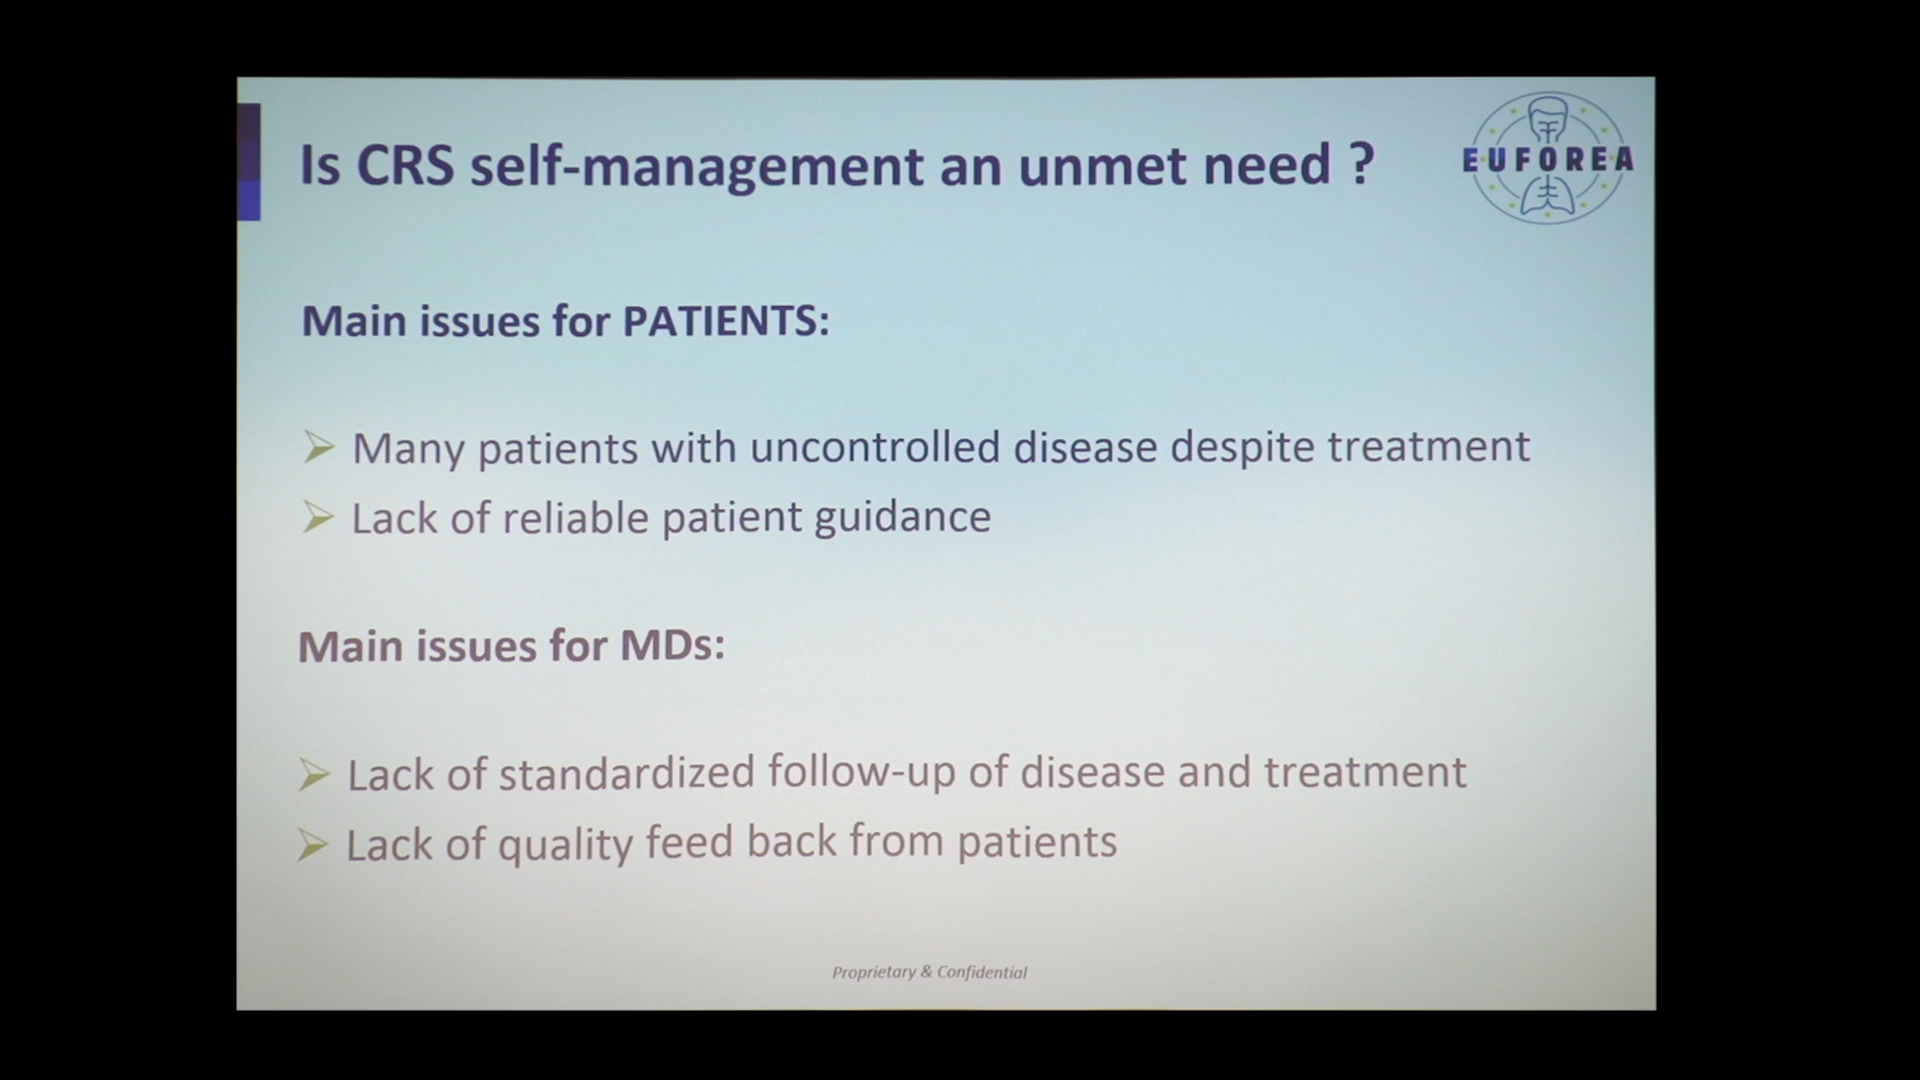 Is CRS self-management an unmet need ?
EUFOREA
Main issues for PATIENTS:
Many patients with uncontrolled disease despite treatment
Lack of reliable patient guidance
Main issues for MDs:
Lack of standardized follow-up of disease and treatment
Lack of quality feed back from patients
Proprietary & Confidential